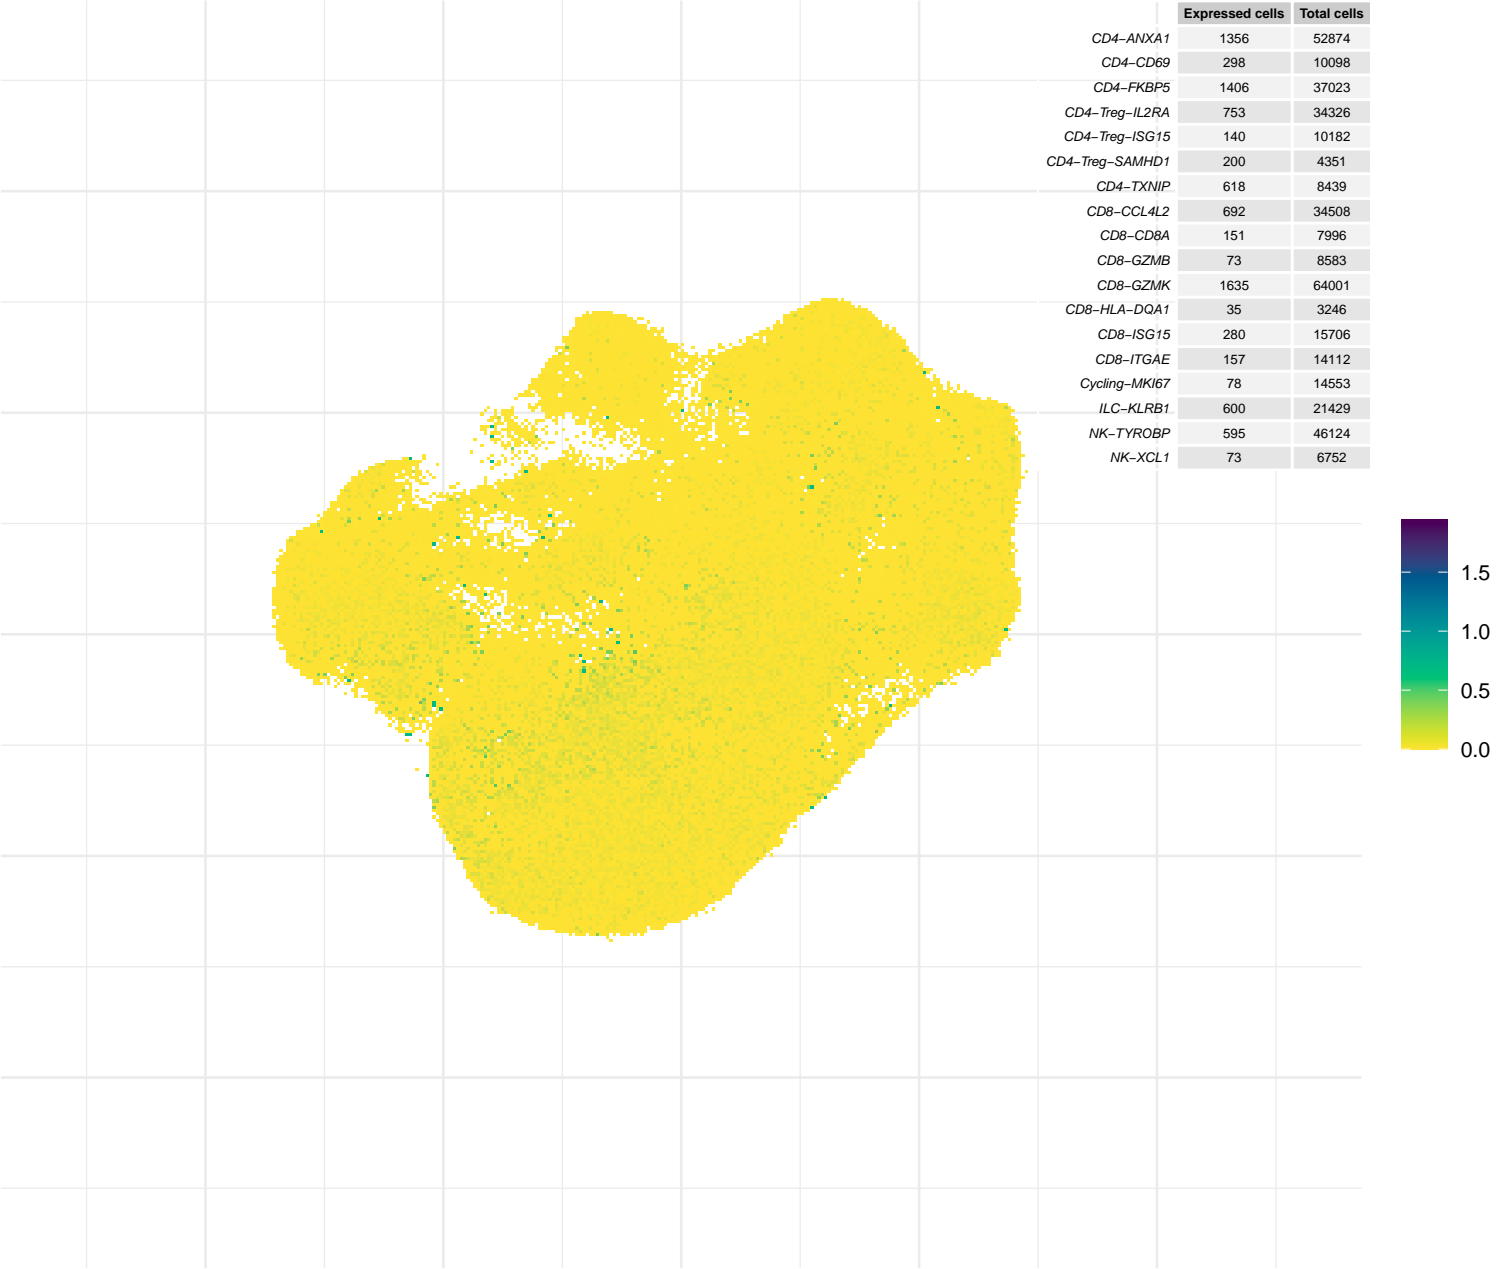 Expressed cells Total cells
CD4−ANXA1 1356 52874
CD4−CD69 298 10098
CD4−FKBP5 1406 37023
CD4−Treg−IL2RA 753 34326
CD4−Treg−ISG15 140 10182
CD4−Treg−SAMHD1 200 4351
CD4−TXNIP 618 8439
CD8−CCL4L2 692 34508
CD8−CD8A 151 7996
CD8−GZMB 73 8583
CD8−GZMK 1635 64001
CD8−HLA−DQA1 35 3246
CD8−ISG15 280 15706
CD8−ITGAE 157 14112
Cycling−MKI67 78 14553
ILC−KLRB1 600 21429
NK−TYROBP 595 46124
NK−XCL1 73 6752
1.5
1.0
0.5
0.0